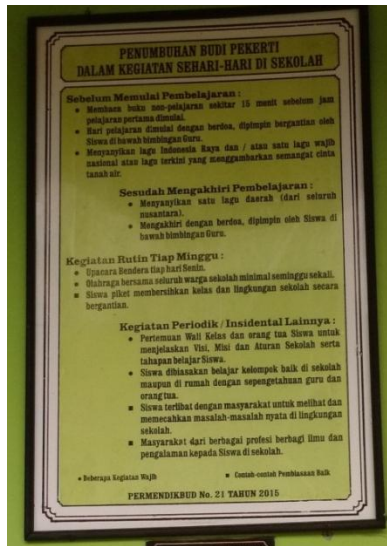 PENUMBUHAN BUDI PEKERTI
DALAM KEGIATAN SEHARI-HARI DI SEKOLAH
Sebelum Memulai Pembelajaran :
● Membaca buku non-pelajaran sekitar 15 menit sebelum jam
pelajaran pertama dimulai.
● Hari pelajaran dimulai dengan berdoa, dipimpin bergantian oleh
Siswa di bawah bimbingan Guru.
● Menyanyikan lagu Indonesia Raya dan / atau satu lagu wajib
nasional atau lagu terkini yang menggambarkan semangat cinta
tanah air.
Sesudah Mengakhiri Pembelajaran :
● Menyanyikan satu lagu daerah (dari seluruh
nusantara).
● Mengakhiri dengan berdoa, dipimpin oleh Siswa di
bawah bimbingan Guru.
Kegiatan Rutin Tiap Minggu :
● Upacara Bendera tiap hari Senin.
● Olahraga bersama seluruh warga sekolah minimal seminggu sekali.
■ Siswa piket membersihkan kelas dan lingkungan sekolah secara
bergantian.
Kegiatan Periodik / Insidental Lainnya :
● Pertemuan Wali Kelas dan orang tua Siswa untuk
menjelaskan Visi, Misi dan Aturan Sekolah serta
tahapan belajar Siswa.
● Siswa dibiasakan belajar kelompok baik di sekolah
maupun di rumah dengan sepengetahuan guru dan
orang tua.
■ Siswa terlibat dengan masyarakat untuk melihat dan
memecahkan masalah-masalah nyata di lingkungan
sekolah.
■ Masyarakat dari berbagai profesi berbagi ilmu dan
pengalaman kepada Siswa di sekolah.
● Beberapa Kegiatan Wajib ■ Contoh-contoh Pembiasaan Baik
PERMENDIKBUD No. 21 TAHUN 2015